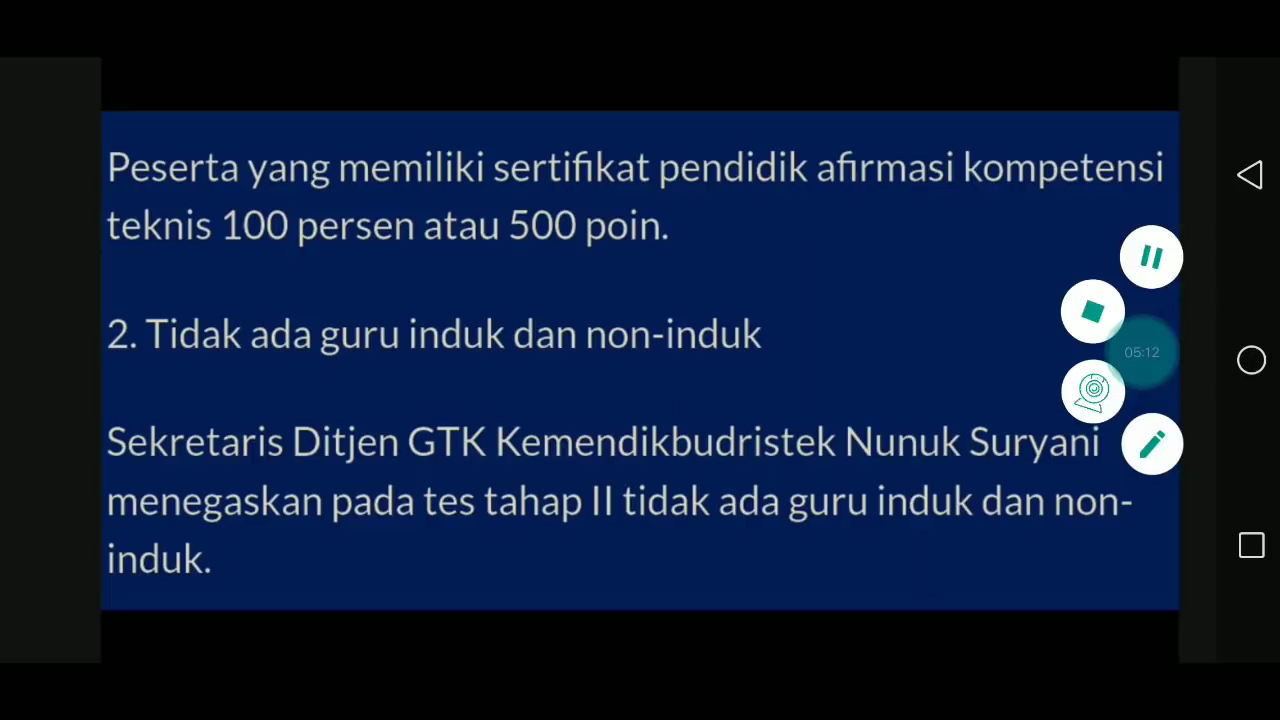 Peserta yang memiliki sertifikat pendidik afirmasi kompetensi
teknis 100 persen atau 500 poin.
2. Tidak ada guru induk dan non-induk
05:12
Sekretaris Ditjen GTK Kemendikbudristek Nunuk Suryani
menegaskan pada tes tahap II tidak ada guru induk dan non-
induk.